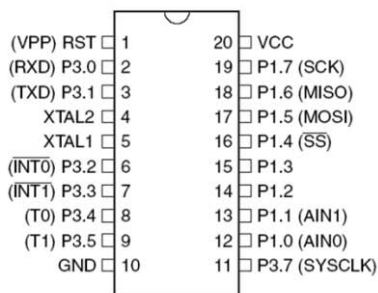 (VPP) RST 1 20 VCC
(RXD) P3.0 2 19 P1.7 (SCK)
(TXD) P3.1 3 18 P1.6 (MISO)
XTAL2 4 17 P1.5 (MOSI)
XTAL1 5 16 P1.4 (S̅S̅)
(I̅N̅T̅0̅) P3.2 6 15 P1.3
(I̅N̅T̅1̅) P3.3 7 14 P1.2
(T0) P3.4 8 13 P1.1 (AIN1)
(T1) P3.5 9 12 P1.0 (AIN0)
GND 10 11 P3.7 (SYSCLK)